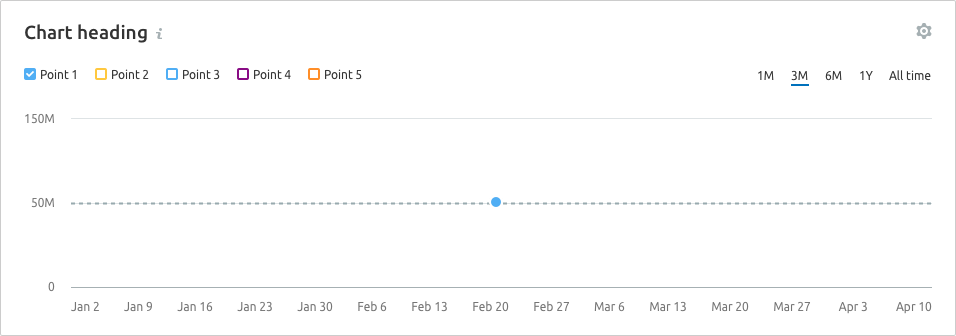 Chart heading i
Point 1 Point 2 Point 3 Point 4 Point 5 1M 3M 6M 1Y All time
150M
50M
0
Jan 2 Jan 9 Jan 16 Jan 23 Jan 30 Feb 6 Feb 13 Feb 20 Feb 27 Mar 6 Mar 13 Mar 20 Mar 27 Apr 3 Apr 10